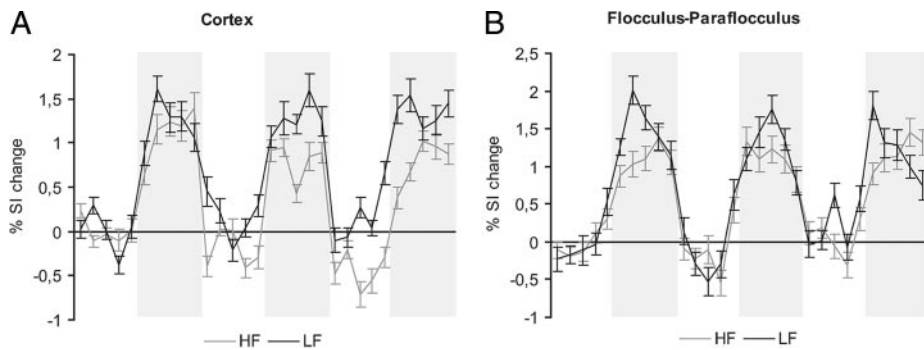 A
Cortex
% SI change
2
1,5
1
0,5
0
-0,5
-1
HF LF
B
Flocculus-Paraflocculus
% SI change
2,5
2
1,5
1
0,5
0
-0,5
-1
HF LF